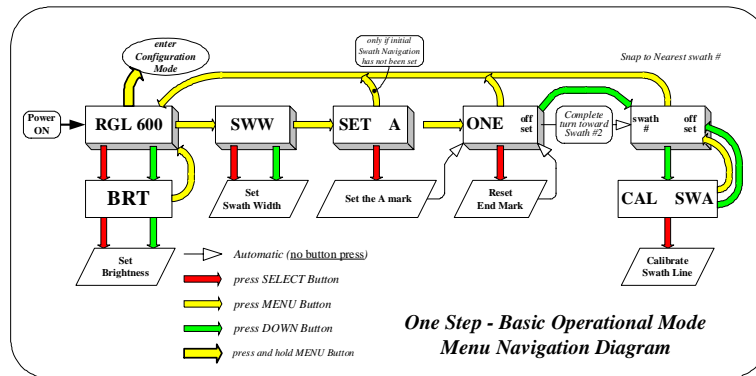 enter
Configuration
Mode
only if initial
Swath Navigation
has not been set
Snap to Nearest swath #
Power
ON
RGL 600
SWW
SET A
ONE
off
set
Complete
turn toward
Swath #2
swath
#
off
set
BRT
Set
Swath Width
Set the A mark
Reset
End Mark
CAL SWA
Set
Brightness
Calibrate
Swath Line
Automatic (no button press)
press SELECT Button
press MENU Button
press DOWN Button
press and hold MENU Button
One Step - Basic Operational Mode
Menu Navigation Diagram